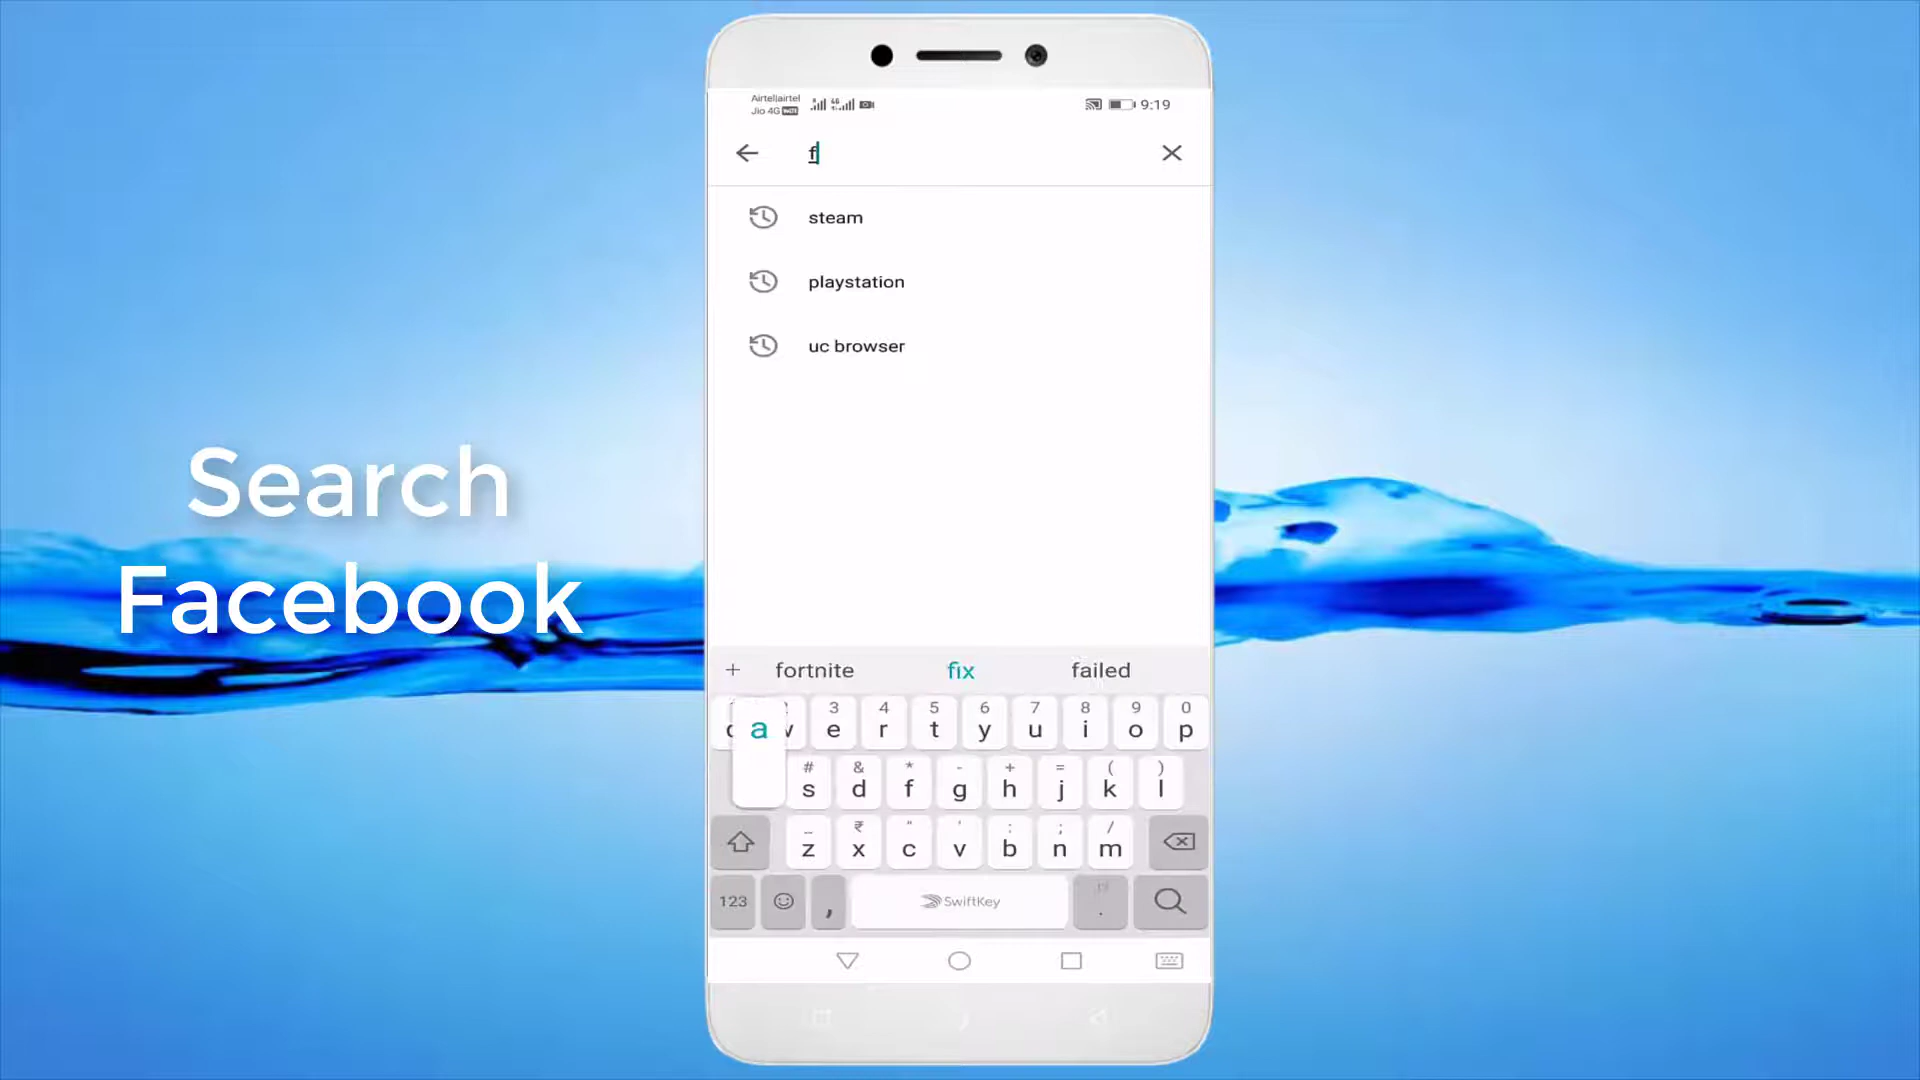 Airtel|airtel
Jio 4G
9:19
f
steam
playstation
uc browser
Search
Facebook
+ fortnite fix failed
3 4 5 6 7 8 9 0
a e r t y u i o p
# & * - + = ( )
s d f g h j k l
_ ₹ " ' : ; /
z x c v b n m
123 , SwiftKey .